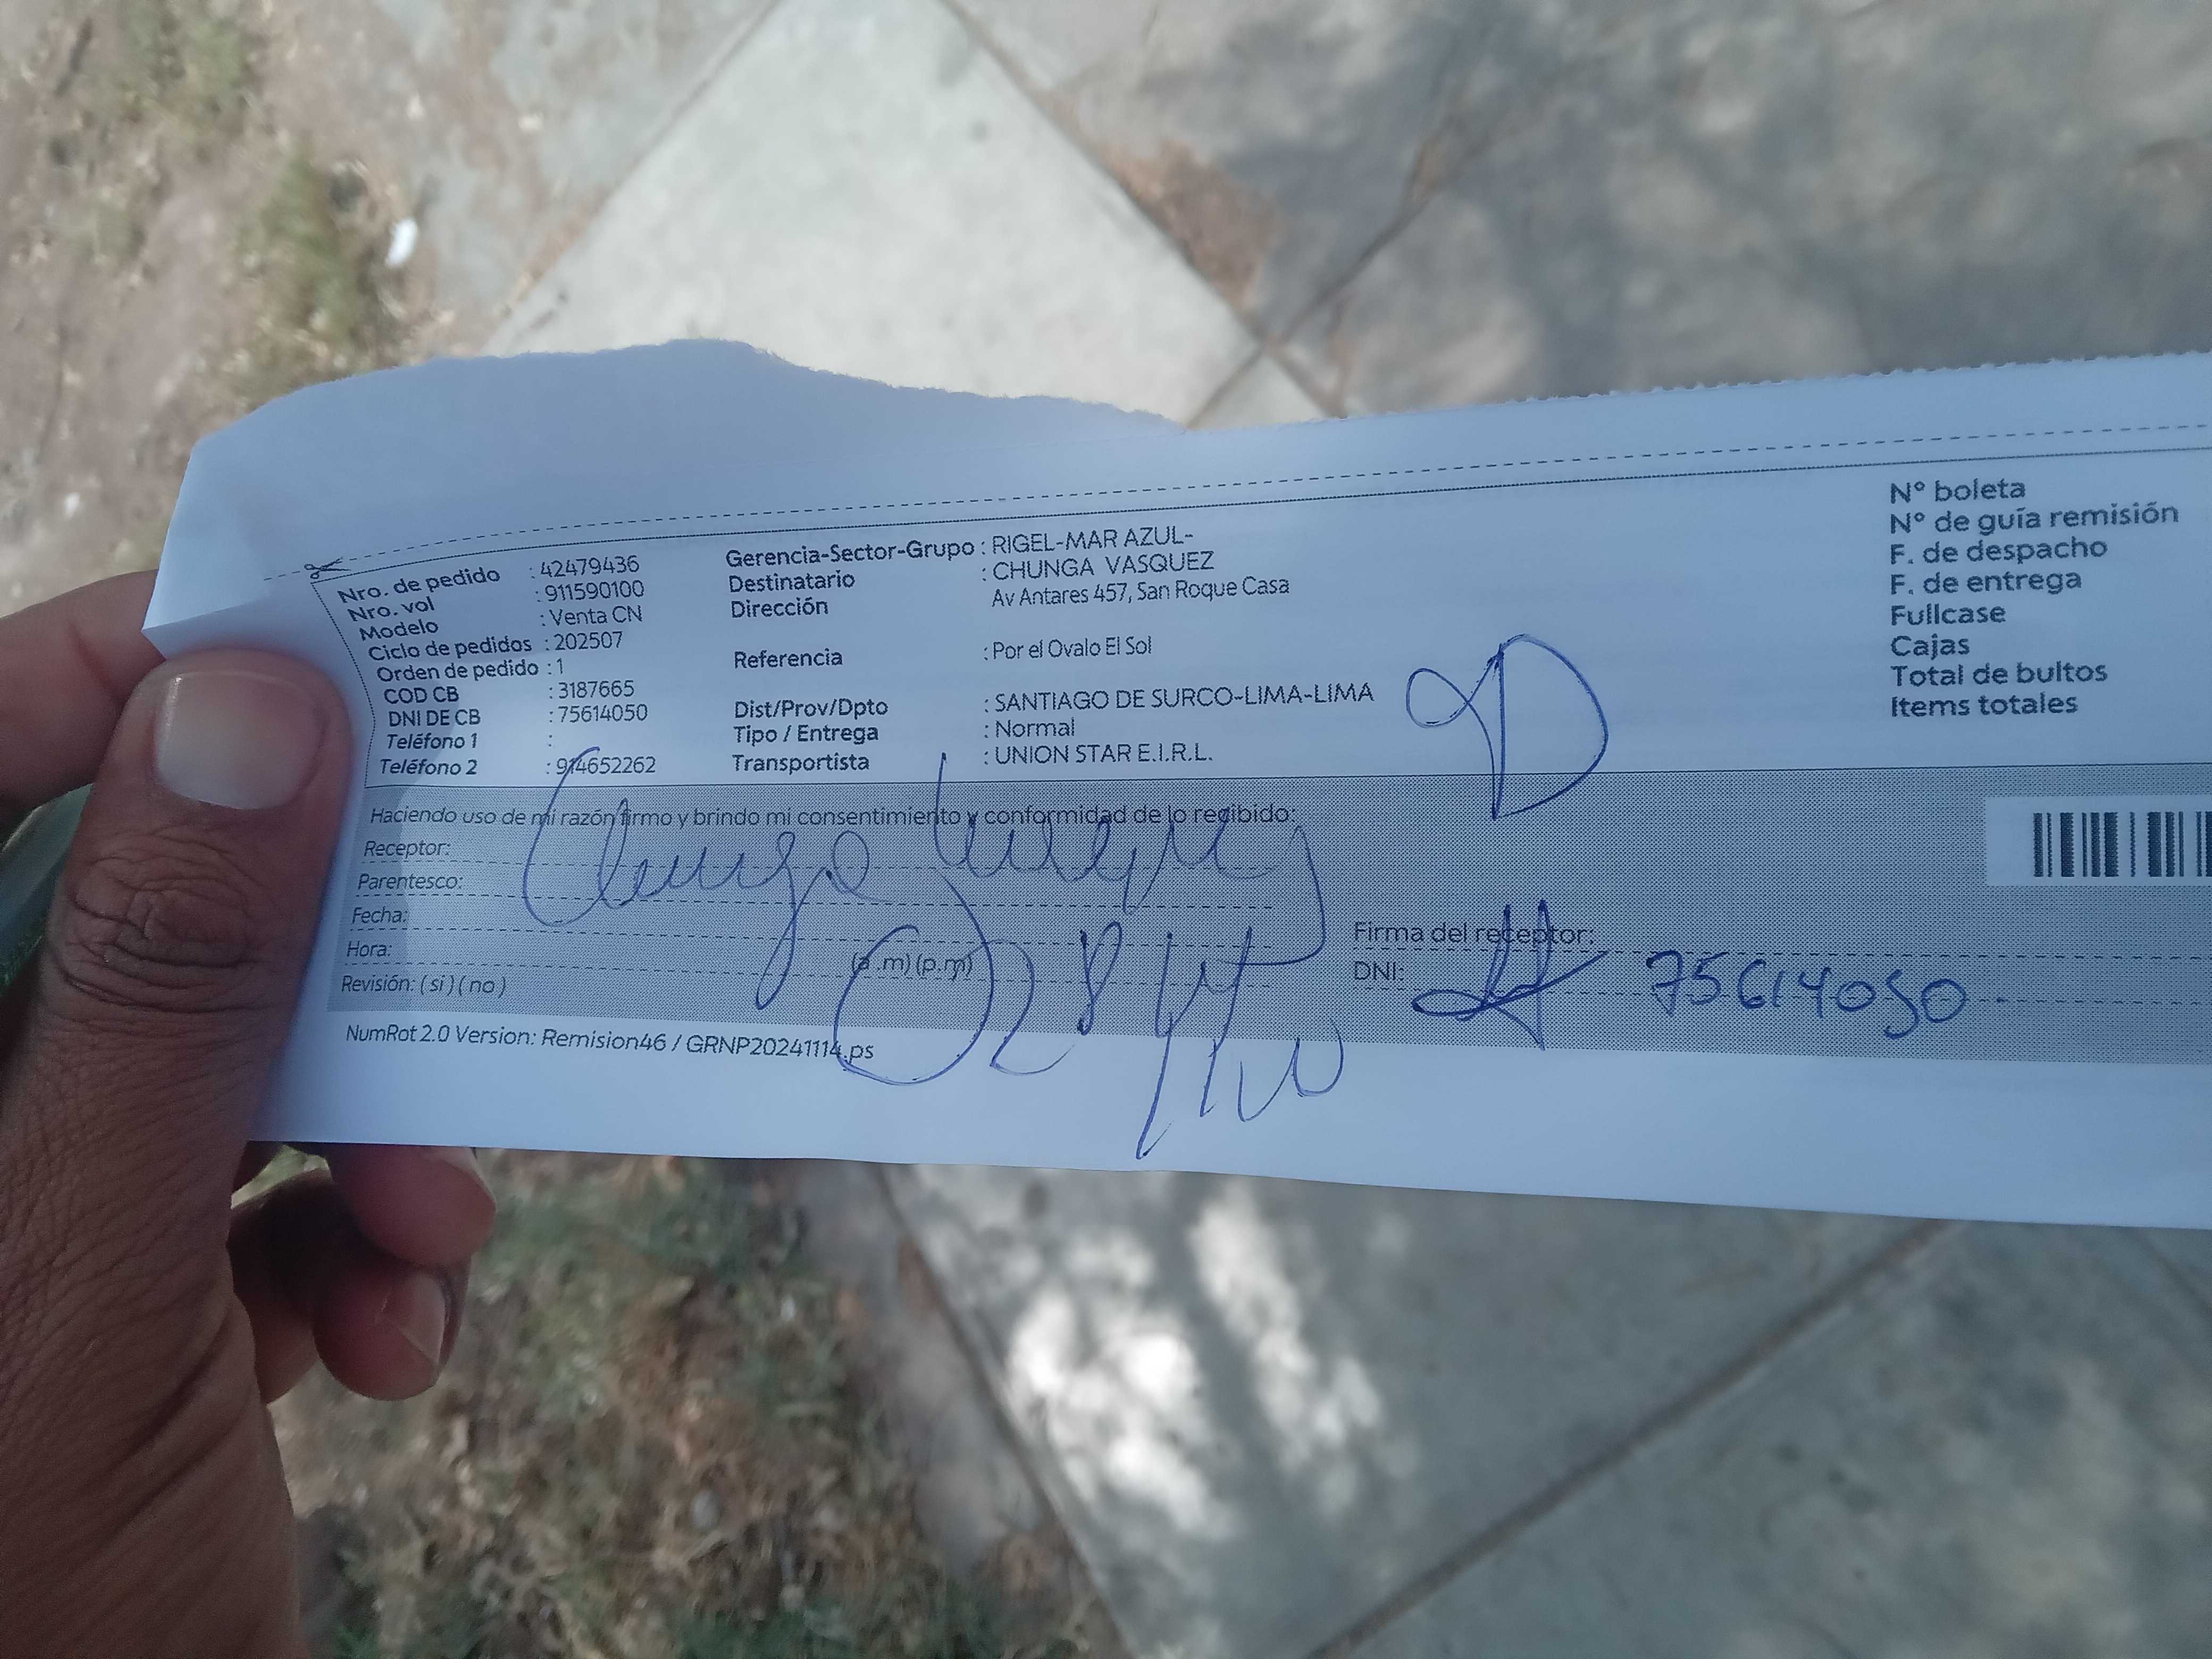 Nro. de pedido : 42479436
Nro. vol : 911590100
Modelo : Venta CN
Ciclo de pedidos : 202507
Orden de pedido : 1
COD CB : 3187665
DNI DE CB : 75614050
Teléfono 1 :
Teléfono 2 : 914652262
Gerencia-Sector-Grupo : RIGEL-MAR AZUL-
Destinatario : CHUNGA VASQUEZ
Dirección Av Antares 457, San Roque Casa
Referencia : Por el Ovalo El Sol
Dist/Prov/Dpto : SANTIAGO DE SURCO-LIMA-LIMA
Tipo / Entrega : Normal
Transportista : UNION STAR E.I.R.L.
N° boleta
N° de guía remisión
F. de despacho
F. de entrega
Fullcase
Cajas
Total de bultos
Items totales
Haciendo uso de mi razón firmo y brindo mi consentimiento y conformidad de lo recibido:
Receptor: Chunga
Parentesco:
Fecha:
Hora: (a.m) (p.m)
Revisión: ( si ) ( no )
Firma del receptor:
DNI: 75614050
NumRot 2.0 Version: Remision46 / GRNP20241114.ps